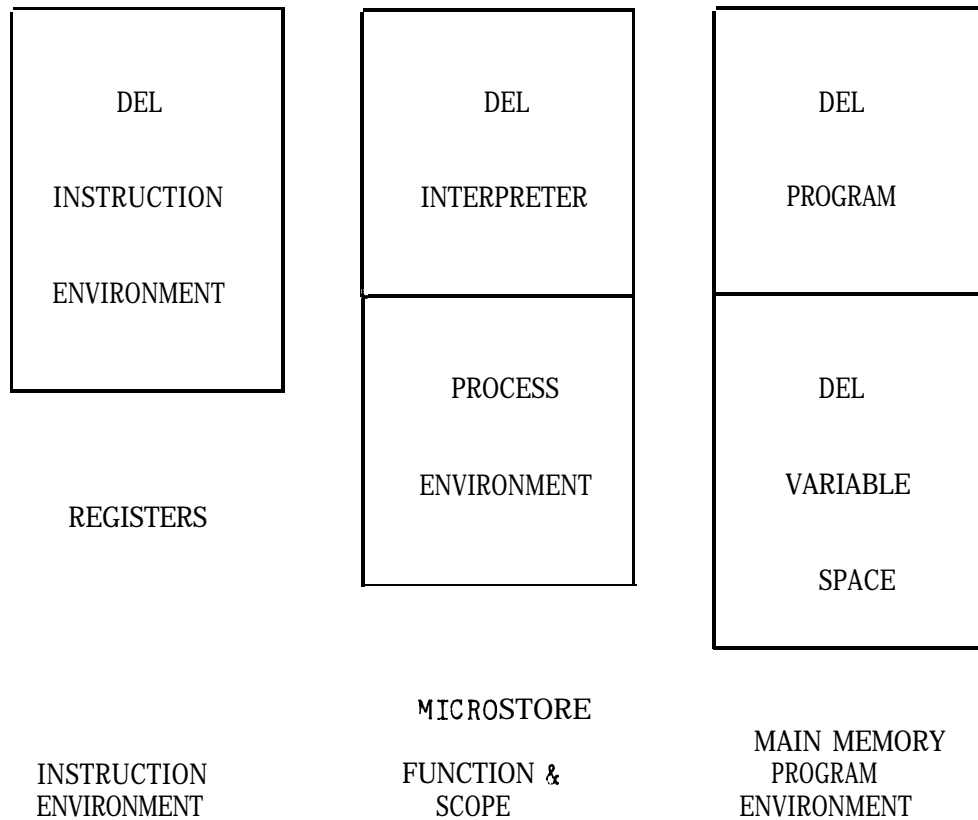 DEL
INSTRUCTION
ENVIRONMENT
REGISTERS
INSTRUCTION
ENVIRONMENT
DEL
INTERPRETER
PROCESS
ENVIRONMENT
MICROSTORE
FUNCTION &
SCOPE
DEL
PROGRAM
DEL
VARIABLE
SPACE
MAIN MEMORY
PROGRAM
ENVIRONMENT